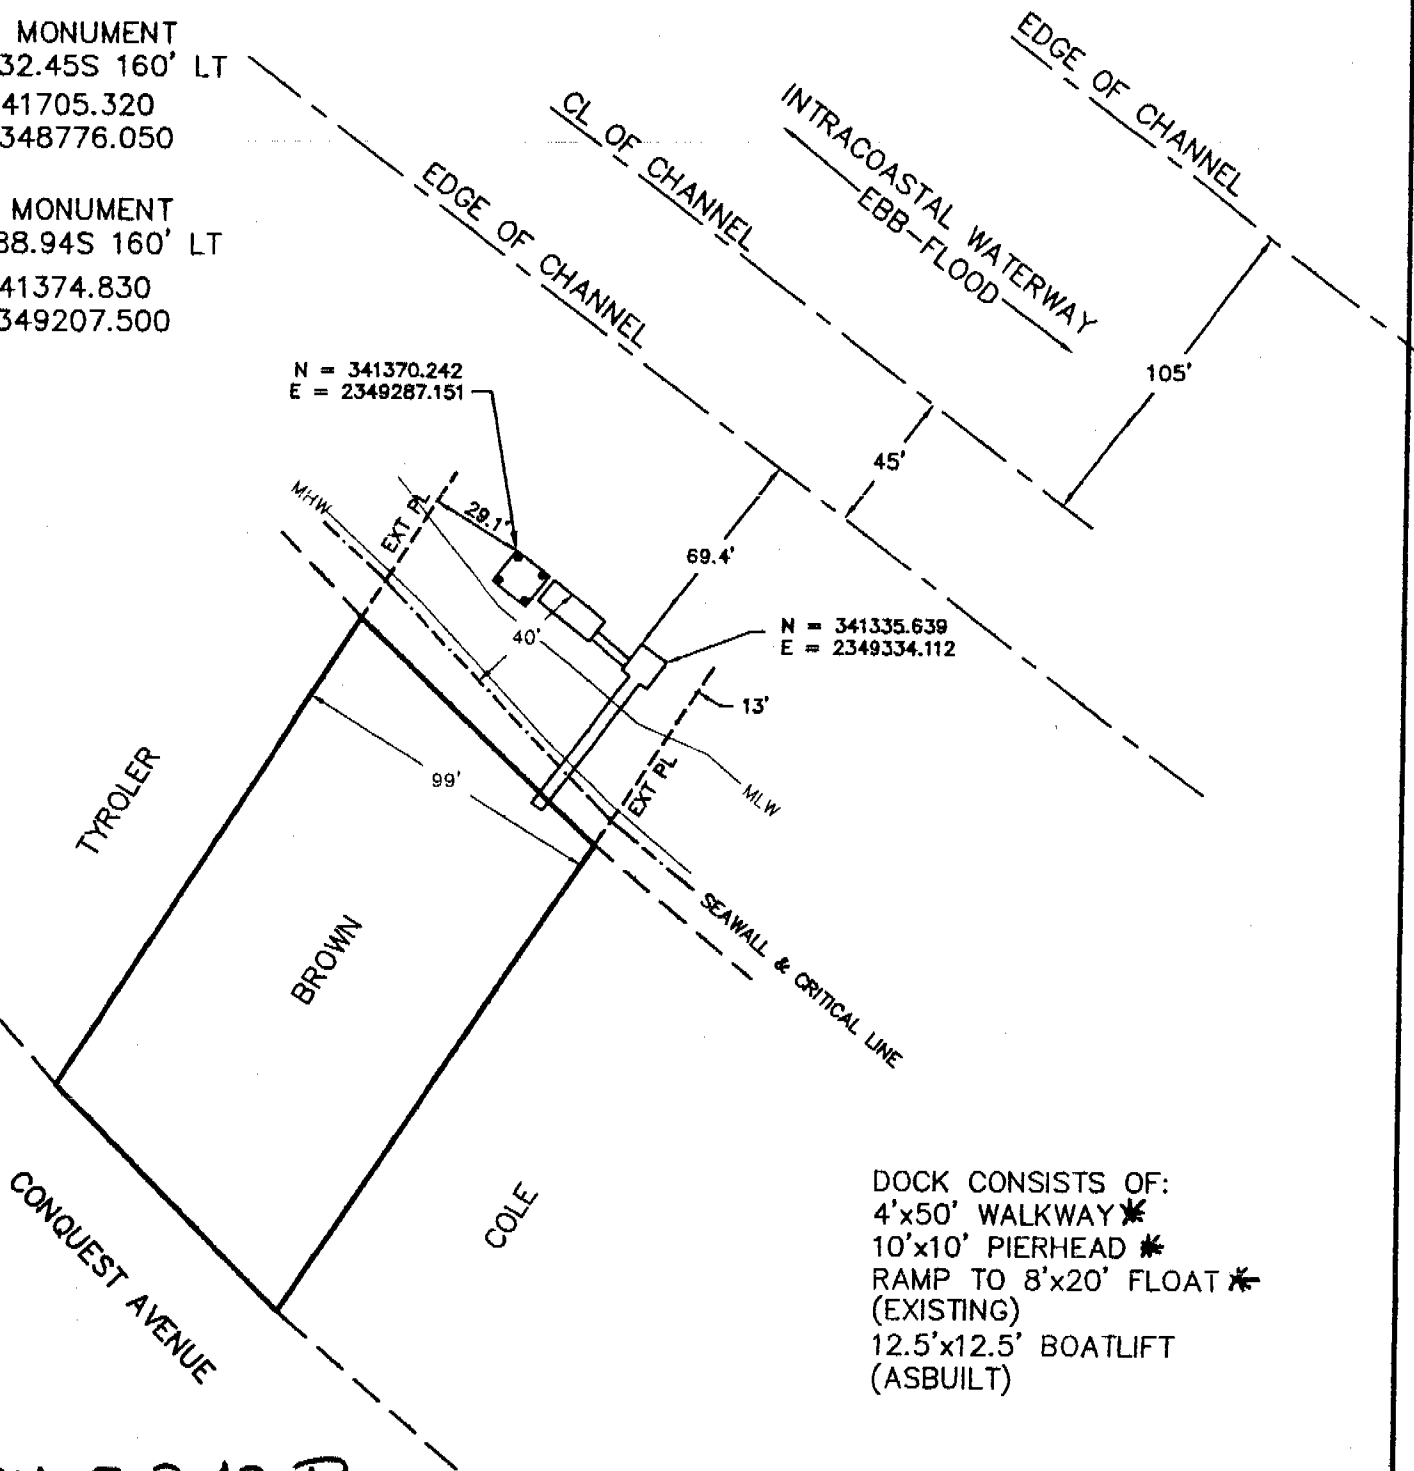 MONUMENT
32.45S 160' LT
41705.320
348776.050
MONUMENT
88.94S 160' LT
41374.830
349207.500
EDGE OF CHANNEL
CL OF CHANNEL
INTRACOASTAL WATERWAY
EBB-FLOOD
EDGE OF CHANNEL
105'
45'
69.4'
N = 341370.242
E = 2349287.151
MHW
EXT PL
29.1'
40'
N = 341335.639
E = 2349334.112
13'
EXT PL
MLW
99'
TYROLER
BROWN
COLE
SEAWALL & CRITICAL LINE
CONQUEST AVENUE
DOCK CONSISTS OF:
4'x50' WALKWAY*
10'x10' PIERHEAD *
RAMP TO 8'x20' FLOAT*
(EXISTING)
12.5'x12.5' BOATLIFT
(ASBUILT)